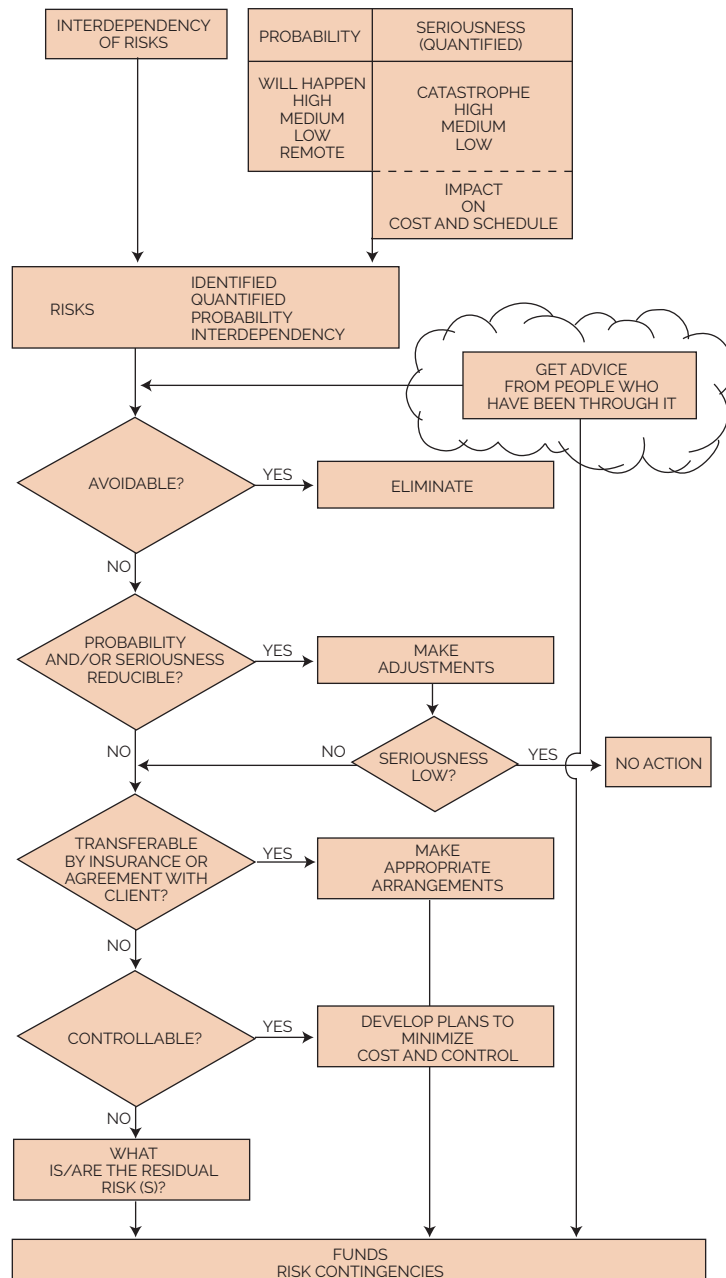 INTERDEPENDENCY
OF RISKS
PROBABILITY
SERIOUSNESS
(QUANTIFIED)
WILL HAPPEN
HIGH
MEDIUM
LOW
REMOTE
CATASTROPHE
HIGH
MEDIUM
LOW
IMPACT
ON
COST AND SCHEDULE
RISKS
IDENTIFIED
QUANTIFIED
PROBABILITY
INTERDEPENDENCY
GET ADVICE
FROM PEOPLE WHO
HAVE BEEN THROUGH IT
AVOIDABLE?
YES
ELIMINATE
NO
PROBABILITY
AND/OR SERIOUSNESS
REDUCIBLE?
YES
MAKE
ADJUSTMENTS
NO
NO
SERIOUSNESS
LOW?
YES
NO ACTION
TRANSFERABLE
BY INSURANCE OR
AGREEMENT WITH
CLIENT?
YES
MAKE
APPROPRIATE
ARRANGEMENTS
NO
CONTROLLABLE?
YES
DEVELOP PLANS TO
MINIMIZE
COST AND CONTROL
NO
WHAT
IS/ARE THE RESIDUAL
RISK (S)?
FUNDS
RISK CONTINGENCIES